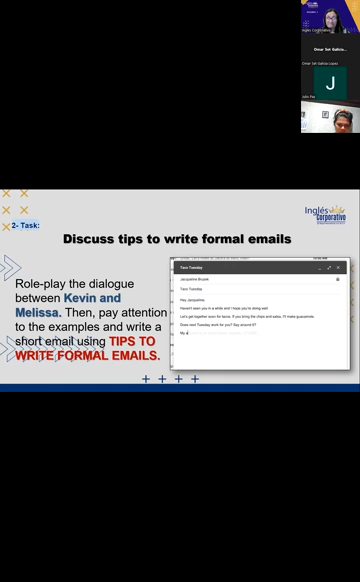 Inglés Corporativo
Omar Set Galicia...
Omar Set Galicia Lopez
J
John Paz
Inglés
Corporative
2- Task:
Discuss tips to write formal emails
Role-play the dialogue
between Kevin and
Melissa. Then, pay attention
to the examples and write a
short email using TIPS TO
WRITE FORMAL EMAILS.
Taco Tuesday
Jacqueline Bruzek
Taco Tuesday
Hey Jacqueline,
Haven't seen you in a while and I hope you're doing well.
Let's get together soon for tacos. If you bring the chips and salsa, I'll make guacamole.
Does next Tuesday work for you? Say around 6?
My a